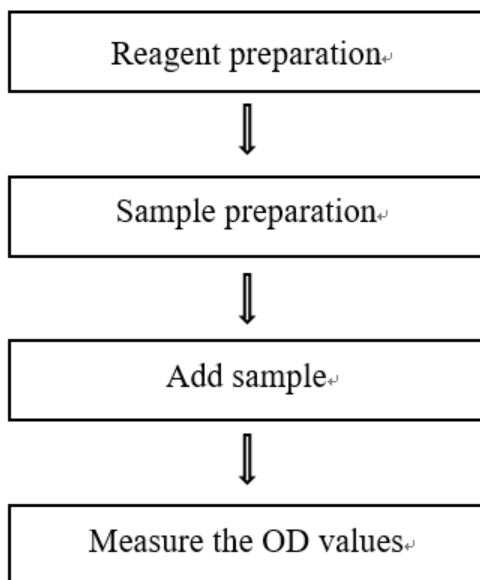 Reagent preparation
Sample preparation
Add sample
Measure the OD values